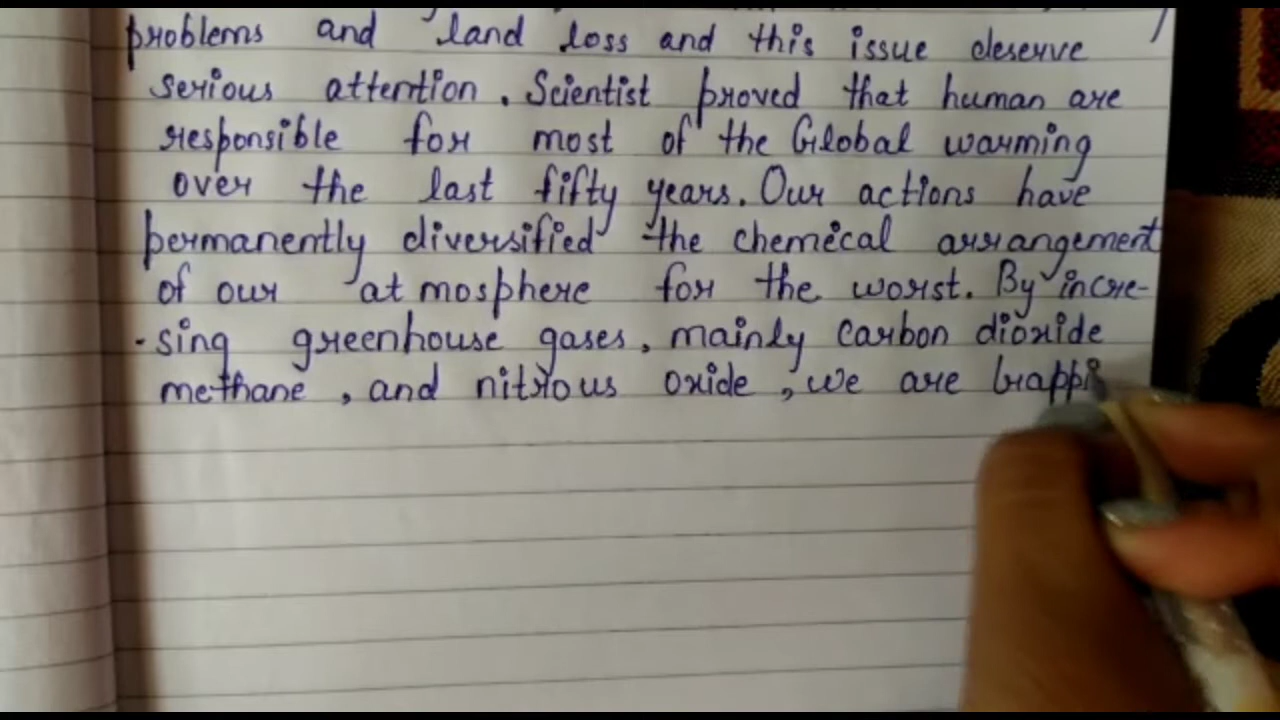 problems and land loss and this issue deserve
serious attention. Scientist proved that human are
responsible for most of the Global warming
over the last fifty years. Our actions have
permanently diversified the chemecal arrangement
of our atmosphere for the worst. By incre-
-sing greenhouse gases, mainly carbon dioxide
methane, and nitrous oxide, we are trappi